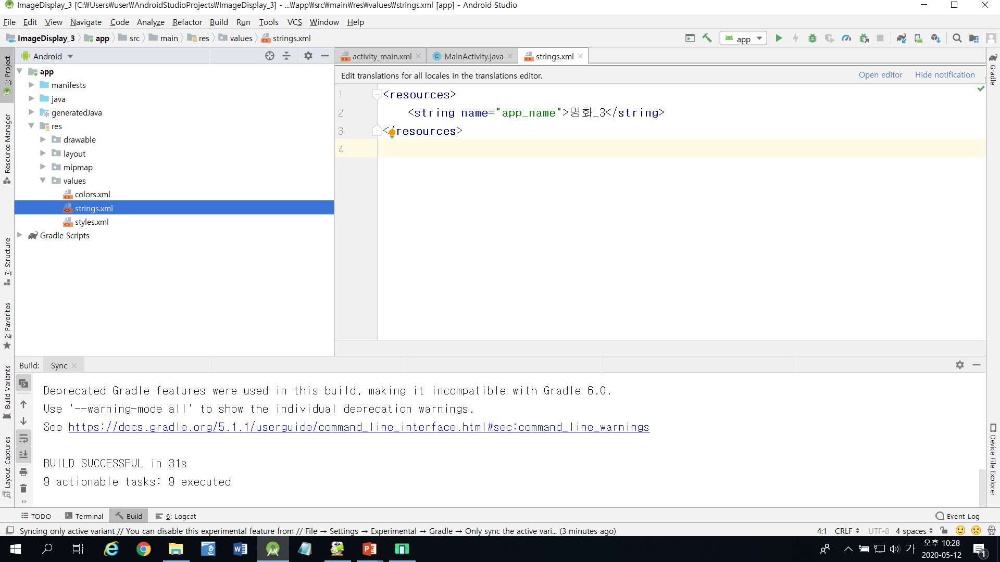 ImageDisplay_3 [C:₩Users₩user₩AndroidStudioProjects₩ImageDisplay_3] - ...₩app₩src₩main₩res₩values₩strings.xml [app] - Android Studio
File Edit View Navigate Code Analyze Refactor Build Run Tools VCS Window Help
ImageDisplay_3 app src main res values strings.xml
app
Android
activity_main.xml MainActivity.java strings.xml
Edit translations for all locales in the translations editor.
Open editor Hide notification
1: Project
Resource Manager
7: Structure
2: Favorites
Build Variants
Layout Captures
app
manifests
java
generatedJava
res
drawable
layout
mipmap
values
colors.xml
strings.xml
styles.xml
Gradle Scripts
1 <resources>
2 <string name="app_name">명화_3</string>
3 </resources>
4
Gradle
Device File Explorer
Build: Sync
Deprecated Gradle features were used in this build, making it incompatible with Gradle 6.0.
Use '--warning-mode all' to show the individual deprecation warnings.
See https://docs.gradle.org/5.1.1/userguide/command_line_interface.html#sec:command_line_warnings
BUILD SUCCESSFUL in 31s
9 actionable tasks: 9 executed
TODO Terminal Build 6: Logcat
Event Log
Syncing only active variant // You can disable this experimental feature from // File → Settings → Experimental → Gradle → Only sync the active vari... (3 minutes ago)
4:1 CRLF UTF-8 4 spaces
가
오후 10:28
2020-05-12
1